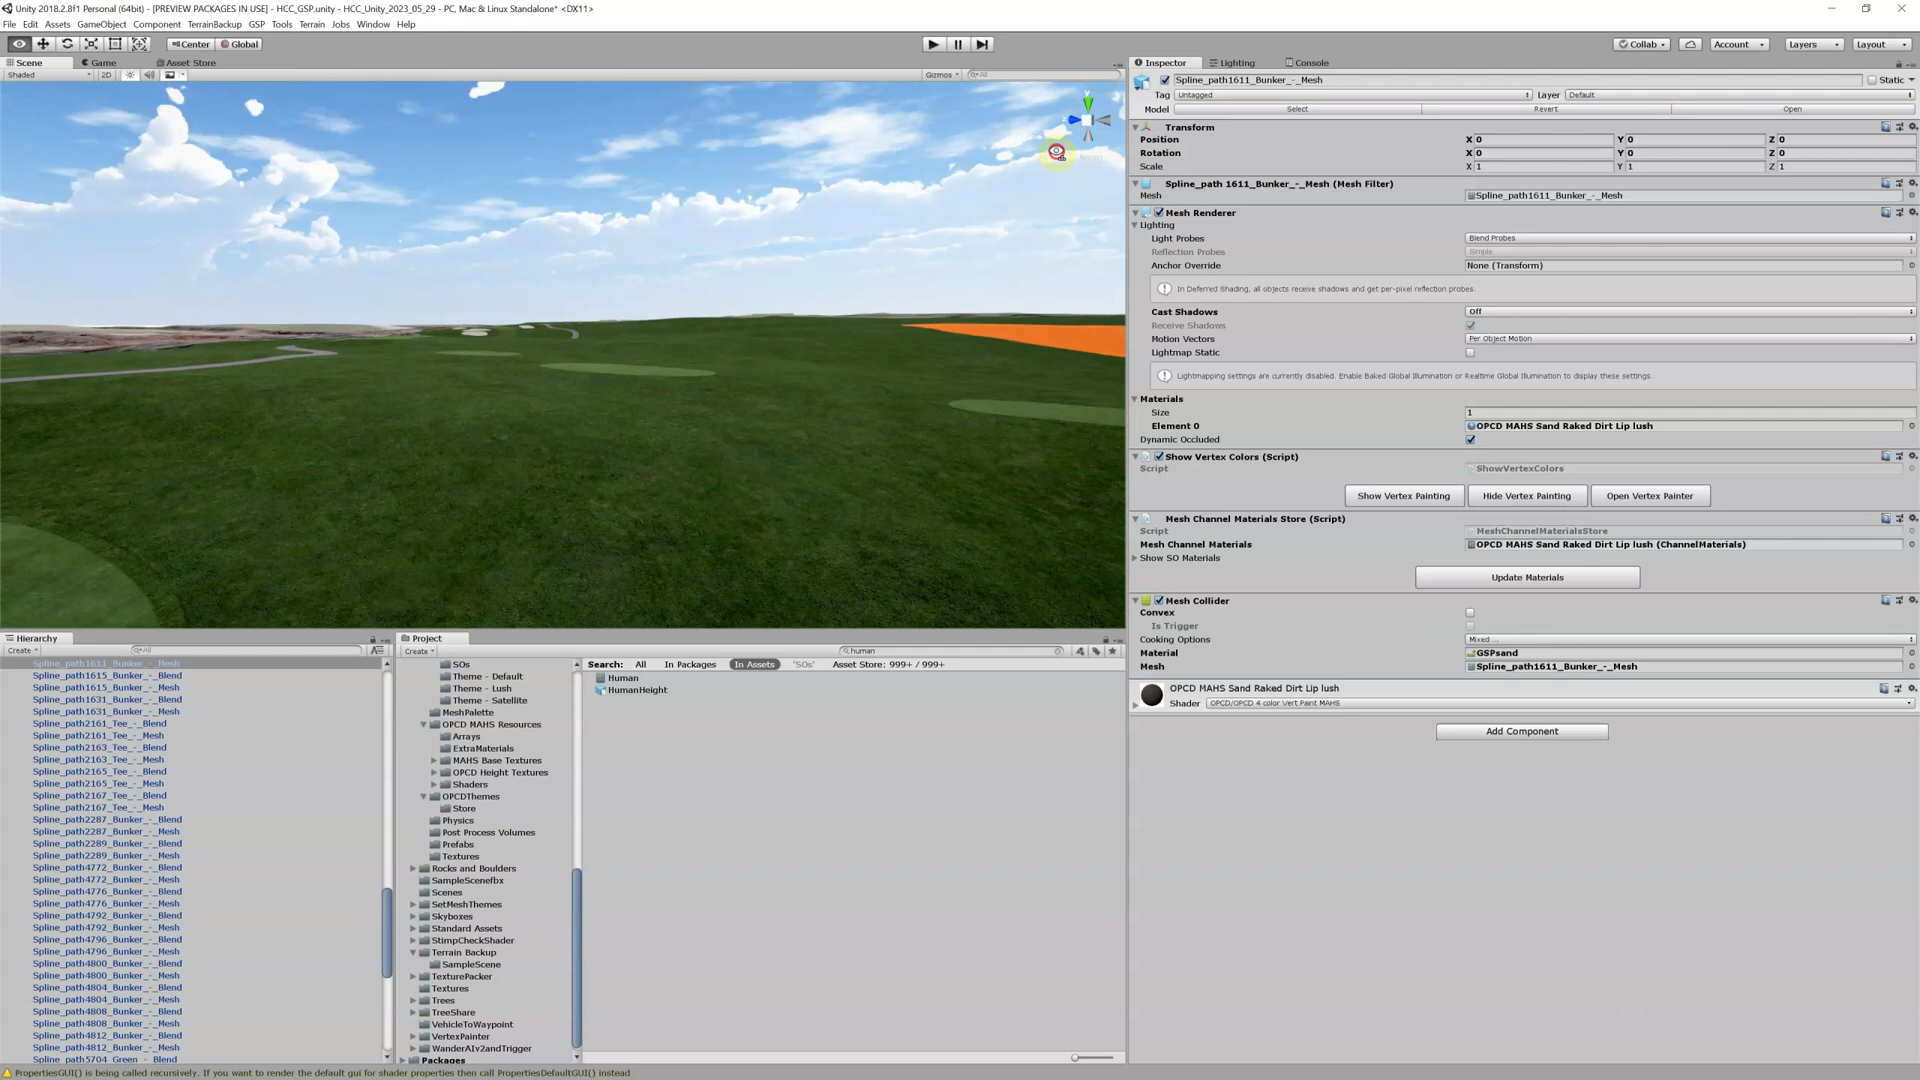 Unity 2018.2.8f1 Personal (64bit) - [PREVIEW PACKAGES IN USE] - HCC_GSP.unity - HCC_Unity_2023_05_29 - PC, Mac & Linux Standalone* <DX11>
File Edit Assets GameObject Component TerrainBackup GSP Tools Terrain Jobs Window Help
Center Global Collab Account Layers Layout
Scene Game Asset Store
Shaded 2D Gizmos All
Inspector Lighting Console
Spline_path1611_Bunker_-_Mesh Static
Tag Untagged Layer Default
Model Select Revert Open
Transform
Position X 0 Y 0 Z 0
Rotation X 0 Y 0 Z 0
Scale X 1 Y 1 Z 1
Spline_path 1611_Bunker_-_Mesh (Mesh Filter)
Mesh Spline_path1611_Bunker_-_Mesh
Mesh Renderer
Lighting
Light Probes Blend Probes
Reflection Probes Simple
Anchor Override None (Transform)
In Deferred Shading, all objects receive shadows and get per-pixel reflection probes.
Cast Shadows Off
Receive Shadows
Motion Vectors Per Object Motion
Lightmap Static
Lightmapping settings are currently disabled. Enable Baked Global Illumination or Realtime Global Illumination to display these settings.
Materials
Size 1
Element 0 OPCD MAHS Sand Raked Dirt Lip lush
Dynamic Occluded
Show Vertex Colors (Script)
Script ShowVertexColors
Show Vertex Painting Hide Vertex Painting Open Vertex Painter
Mesh Channel Materials Store (Script)
Script MeshChannelMaterialsStore
Mesh Channel Materials OPCD MAHS Sand Raked Dirt Lip lush (ChannelMaterials)
Show SO Materials
Update Materials
Mesh Collider
Convex
Is Trigger
Cooking Options Mixed ...
Material GSPsand
Mesh Spline_path1611_Bunker_-_Mesh
OPCD MAHS Sand Raked Dirt Lip lush
Shader OPCD/OPCD 4 color Vert Paint MAHS
Add Component
Hierarchy
Create All
Spline_path1611_Bunker_-_Mesh
Spline_path1615_Bunker_-_Blend
Spline_path1615_Bunker_-_Mesh
Spline_path1631_Bunker_-_Blend
Spline_path1631_Bunker_-_Mesh
Spline_path2161_Tee_-_Blend
Spline_path2161_Tee_-_Mesh
Spline_path2163_Tee_-_Blend
Spline_path2163_Tee_-_Mesh
Spline_path2165_Tee_-_Blend
Spline_path2165_Tee_-_Mesh
Spline_path2167_Tee_-_Blend
Spline_path2167_Tee_-_Mesh
Spline_path2287_Bunker_-_Blend
Spline_path2287_Bunker_-_Mesh
Spline_path2289_Bunker_-_Blend
Spline_path2289_Bunker_-_Mesh
Spline_path4772_Bunker_-_Blend
Spline_path4772_Bunker_-_Mesh
Spline_path4776_Bunker_-_Blend
Spline_path4776_Bunker_-_Mesh
Spline_path4792_Bunker_-_Blend
Spline_path4792_Bunker_-_Mesh
Spline_path4796_Bunker_-_Blend
Spline_path4796_Bunker_-_Mesh
Spline_path4800_Bunker_-_Blend
Spline_path4800_Bunker_-_Mesh
Spline_path4804_Bunker_-_Blend
Spline_path4804_Bunker_-_Mesh
Spline_path4808_Bunker_-_Blend
Spline_path4808_Bunker_-_Mesh
Spline_path4812_Bunker_-_Blend
Spline_path4812_Bunker_-_Mesh
Spline_path5704_Green_-_Blend
Project
Create human
SOs
Theme - Default
Theme - Lush
Theme - Satellite
MeshPalette
OPCD MAHS Resources
Arrays
ExtraMaterials
MAHS Base Textures
OPCD Height Textures
Shaders
OPCDThemes
Store
Physics
Post Process Volumes
Prefabs
Textures
Rocks and Boulders
SampleScenefbx
Scenes
SetMeshThemes
Skyboxes
Standard Assets
StimpCheckShader
Terrain Backup
SampleScene
TexturePacker
Textures
Trees
TreeShare
VehicleToWaypoint
VertexPainter
WanderAIv2andTrigger
Packages
Search: All In Packages In Assets 'SOs' Asset Store: 999+ / 999+
Human
HumanHeight
PropertiesGUI() is being called recursively. If you want to render the default gui for shader properties then call PropertiesDefaultGUI() instead